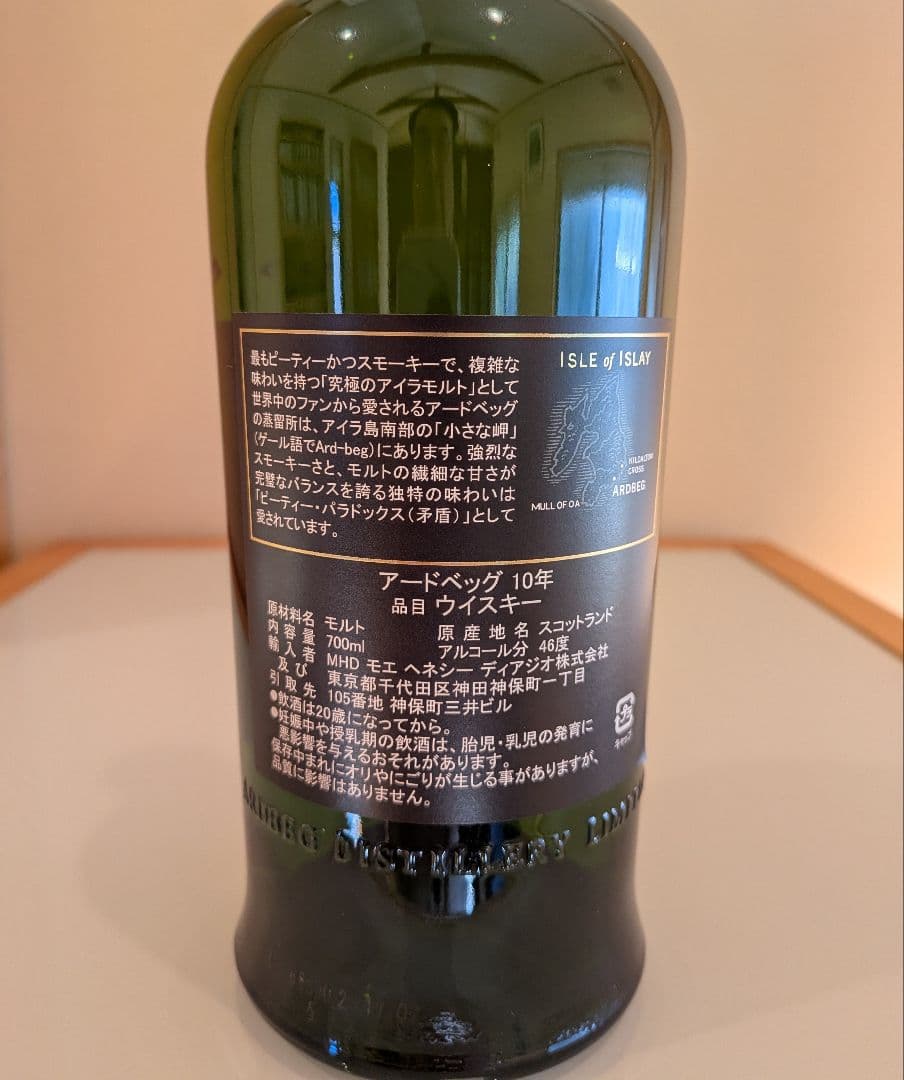 最もピーティーかつスモーキーで、複雑な
味わいを持つ「究極のアイラモルト」として
世界中のファンから愛されるアードベッグ
の蒸留所は、アイラ島南部の「小さな岬」
(ゲール語でArd-beg)にあります。強烈な
スモーキーさと、モルトの繊細な甘さが
完璧なバランスを誇る独特の味わいは
「ピーティー・パラドックス(矛盾)」として
愛されています。
ISLE of ISLAY
KILDALTON
CROSS
ARDBEG
MULL OF OA
アードベッグ 10年
品目 ウイスキー
原材料名 モルト 原産地名 スコットランド
内容量 700ml アルコール分 46度
輸入者 MHD モエ ヘネシー ディアジオ株式会社
及び 東京都千代田区神田神保町一丁目
引取先 105番地 神保町三井ビル
●飲酒は20歳になってから。
●妊娠中や授乳期の飲酒は、胎児・乳児の発育に
悪影響を与えるおそれがあります。
保存中まれにオリやにごりが生じる事がありますが、
品質に影響はありません。
キャップ
ARDBEG DISTILLERY LIMIT